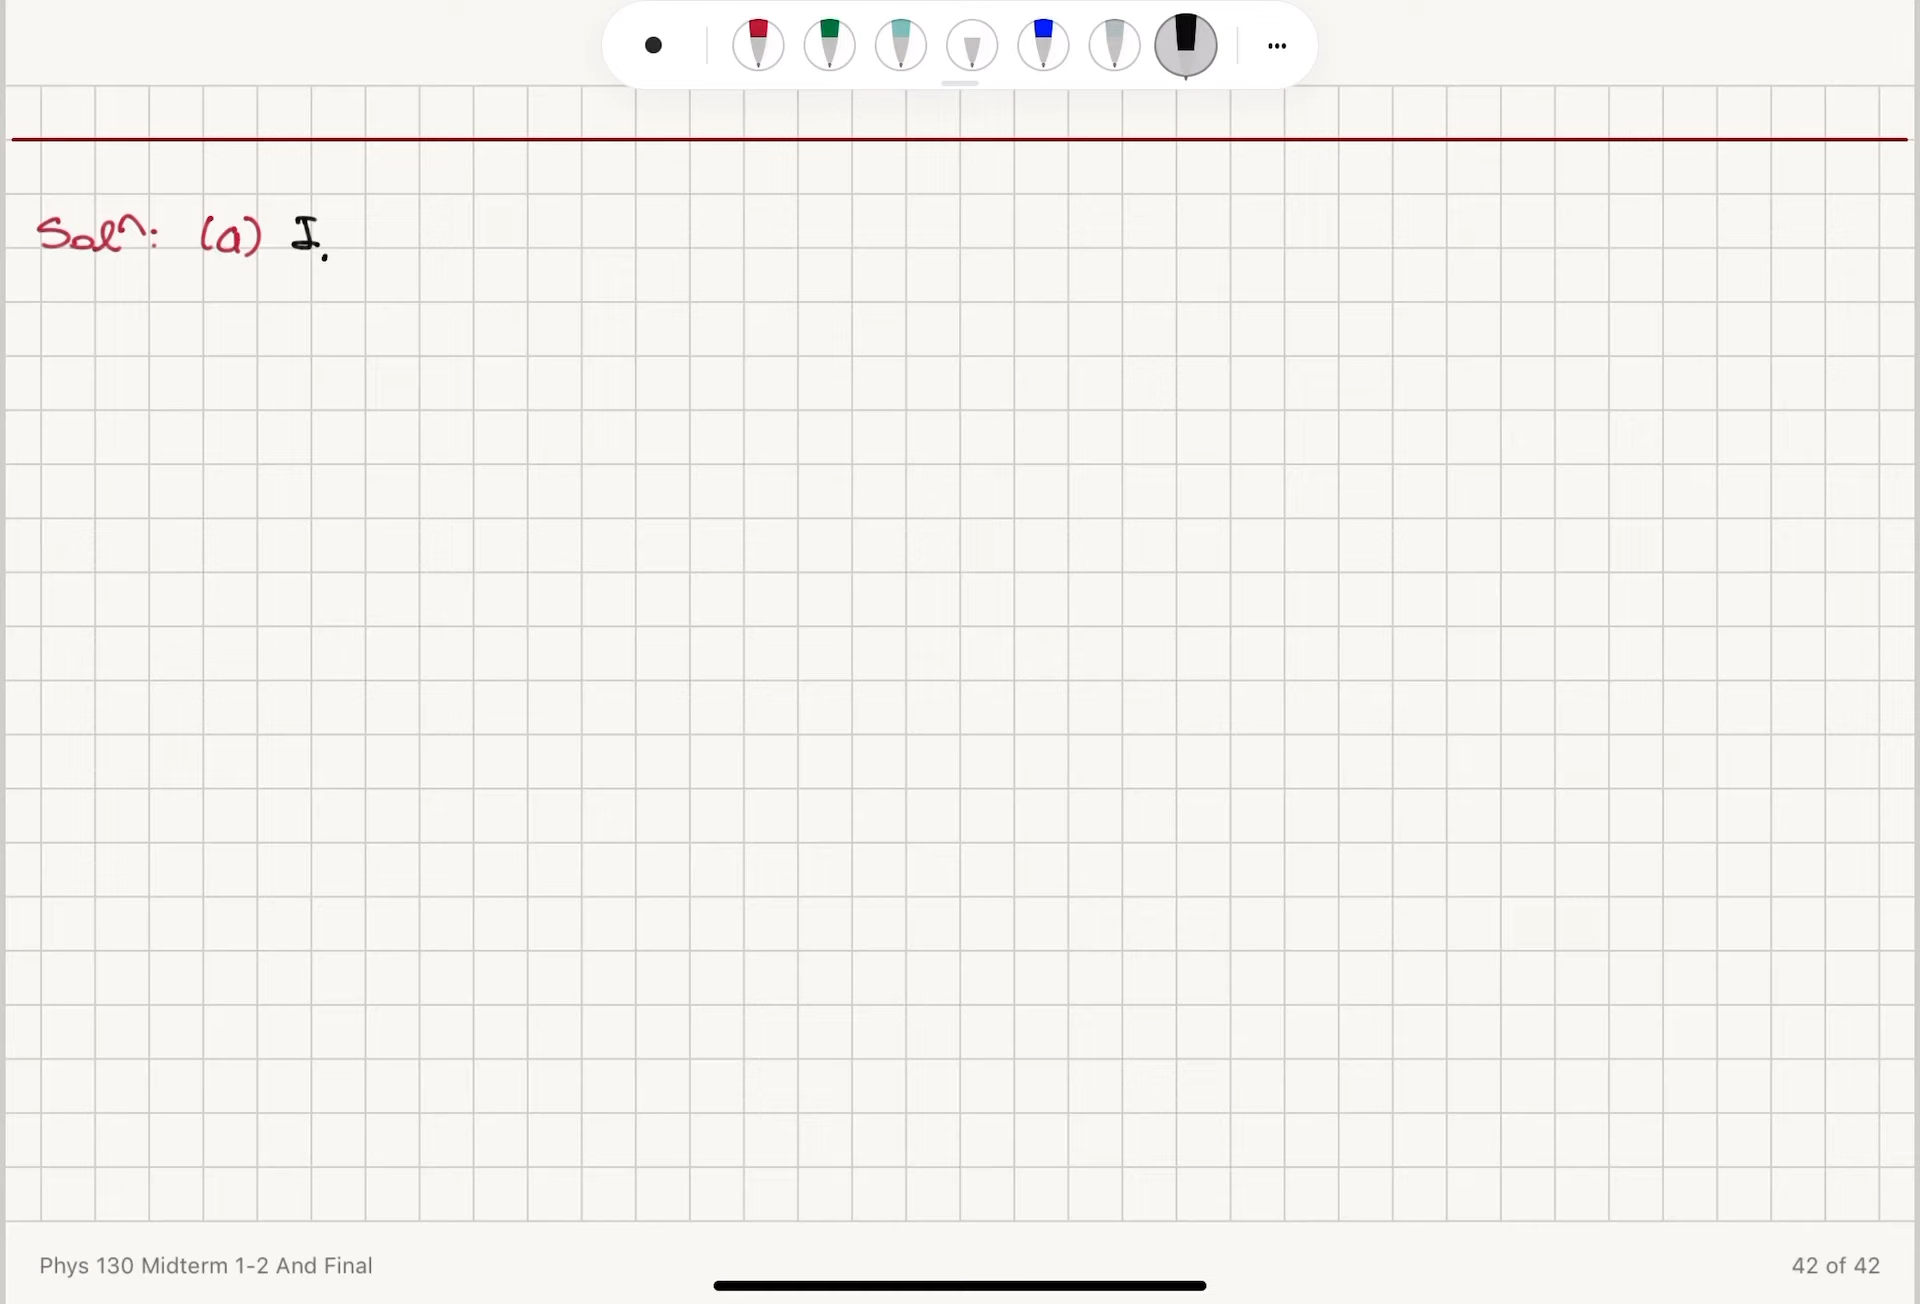 Solⁿ: (a) I.
Phys 130 Midterm 1-2 And Final
42 of 42